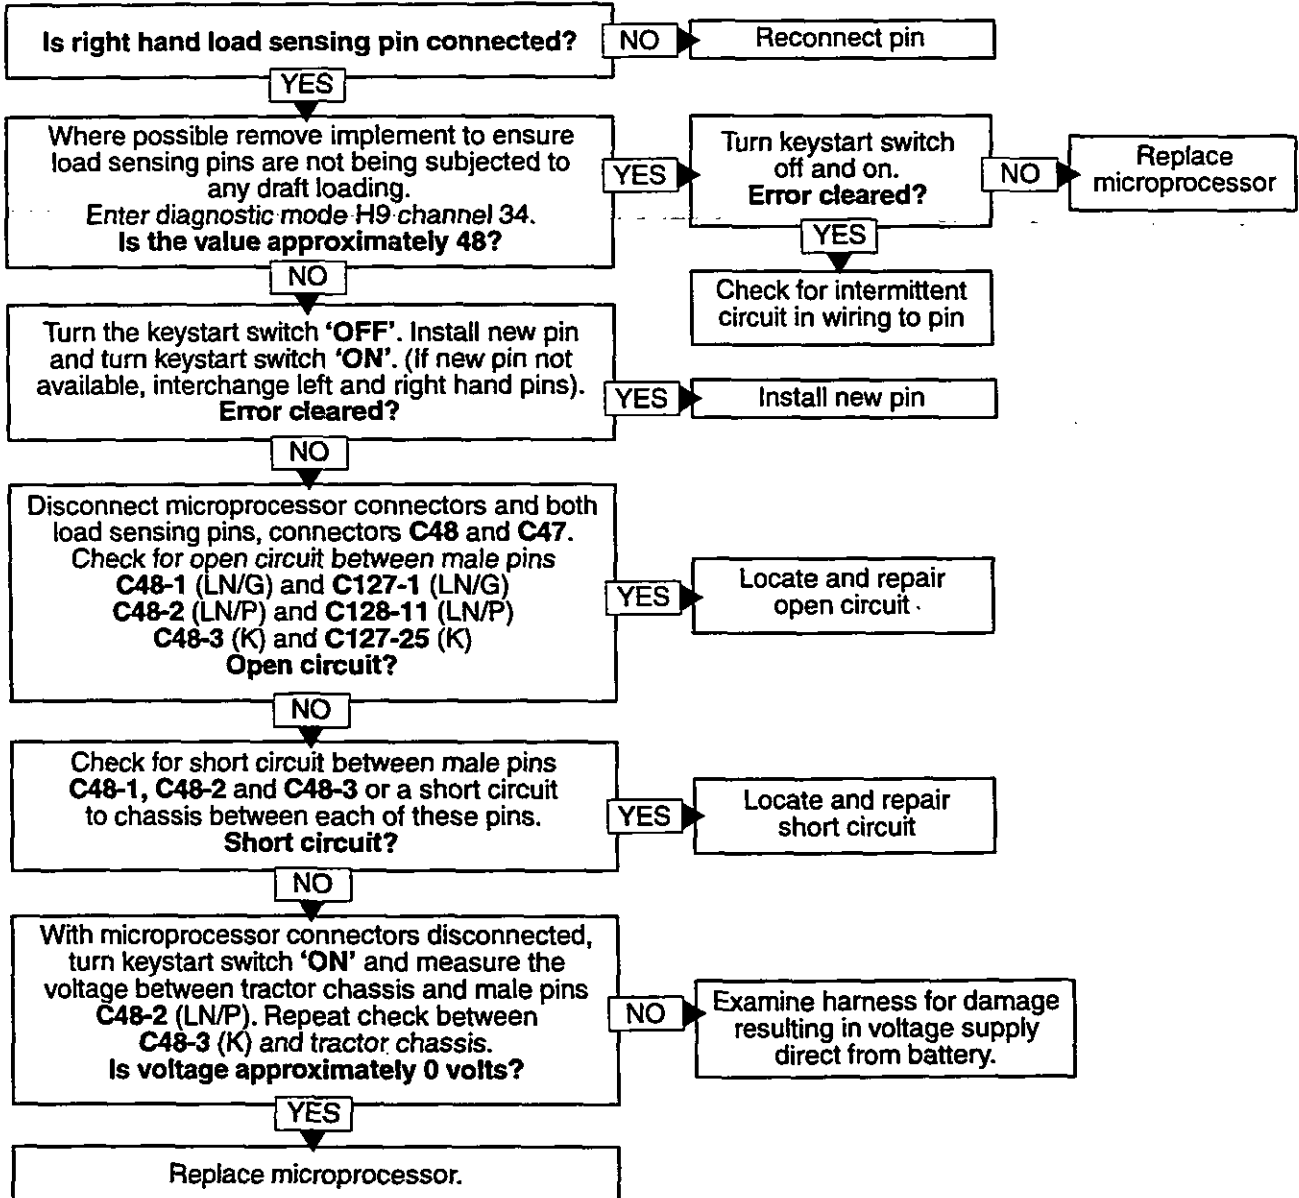 Is right hand load sensing pin connected?
NO
Reconnect pin
YES
Where possible remove implement to ensure
load sensing pins are not being subjected to
any draft loading.
Enter diagnostic mode H9 channel 34.
Is the value approximately 48?
YES
Turn keystart switch
off and on.
Error cleared?
NO
Replace
microprocessor
YES
Check for intermittent
circuit in wiring to pin
NO
Turn the keystart switch 'OFF'. Install new pin
and turn keystart switch 'ON'. (If new pin not
available, interchange left and right hand pins).
Error cleared?
YES
Install new pin
NO
Disconnect microprocessor connectors and both
load sensing pins, connectors C48 and C47.
Check for open circuit between male pins
C48-1 (LN/G) and C127-1 (LN/G)
C48-2 (LN/P) and C128-11 (LN/P)
C48-3 (K) and C127-25 (K)
Open circuit?
YES
Locate and repair
open circuit
NO
Check for short circuit between male pins
C48-1, C48-2 and C48-3 or a short circuit
to chassis between each of these pins.
Short circuit?
YES
Locate and repair
short circuit
NO
With microprocessor connectors disconnected,
turn keystart switch 'ON' and measure the
voltage between tractor chassis and male pins
C48-2 (LN/P). Repeat check between
C48-3 (K) and tractor chassis.
Is voltage approximately 0 volts?
NO
Examine harness for damage
resulting in voltage supply
direct from battery.
YES
Replace microprocessor.